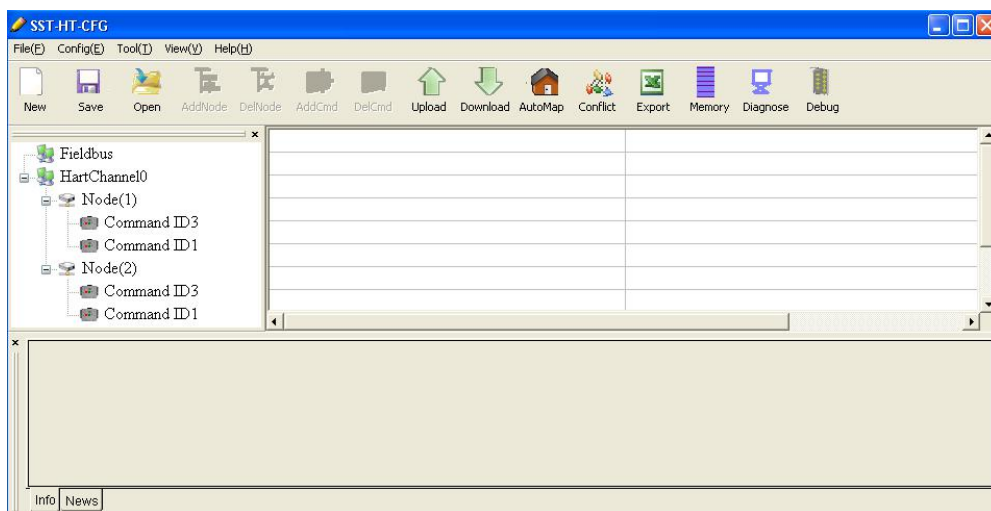 SST-HT-CFG
File(F) Config(E) Tool(T) View(V) Help(H)
New Save Open AddNode DelNode AddCmd DelCmd Upload Download AutoMap Conflict Export Memory Diagnose Debug
Fieldbus
HartChannel0
Node(1)
Command ID3
Command ID1
Node(2)
Command ID3
Command ID1
Info News